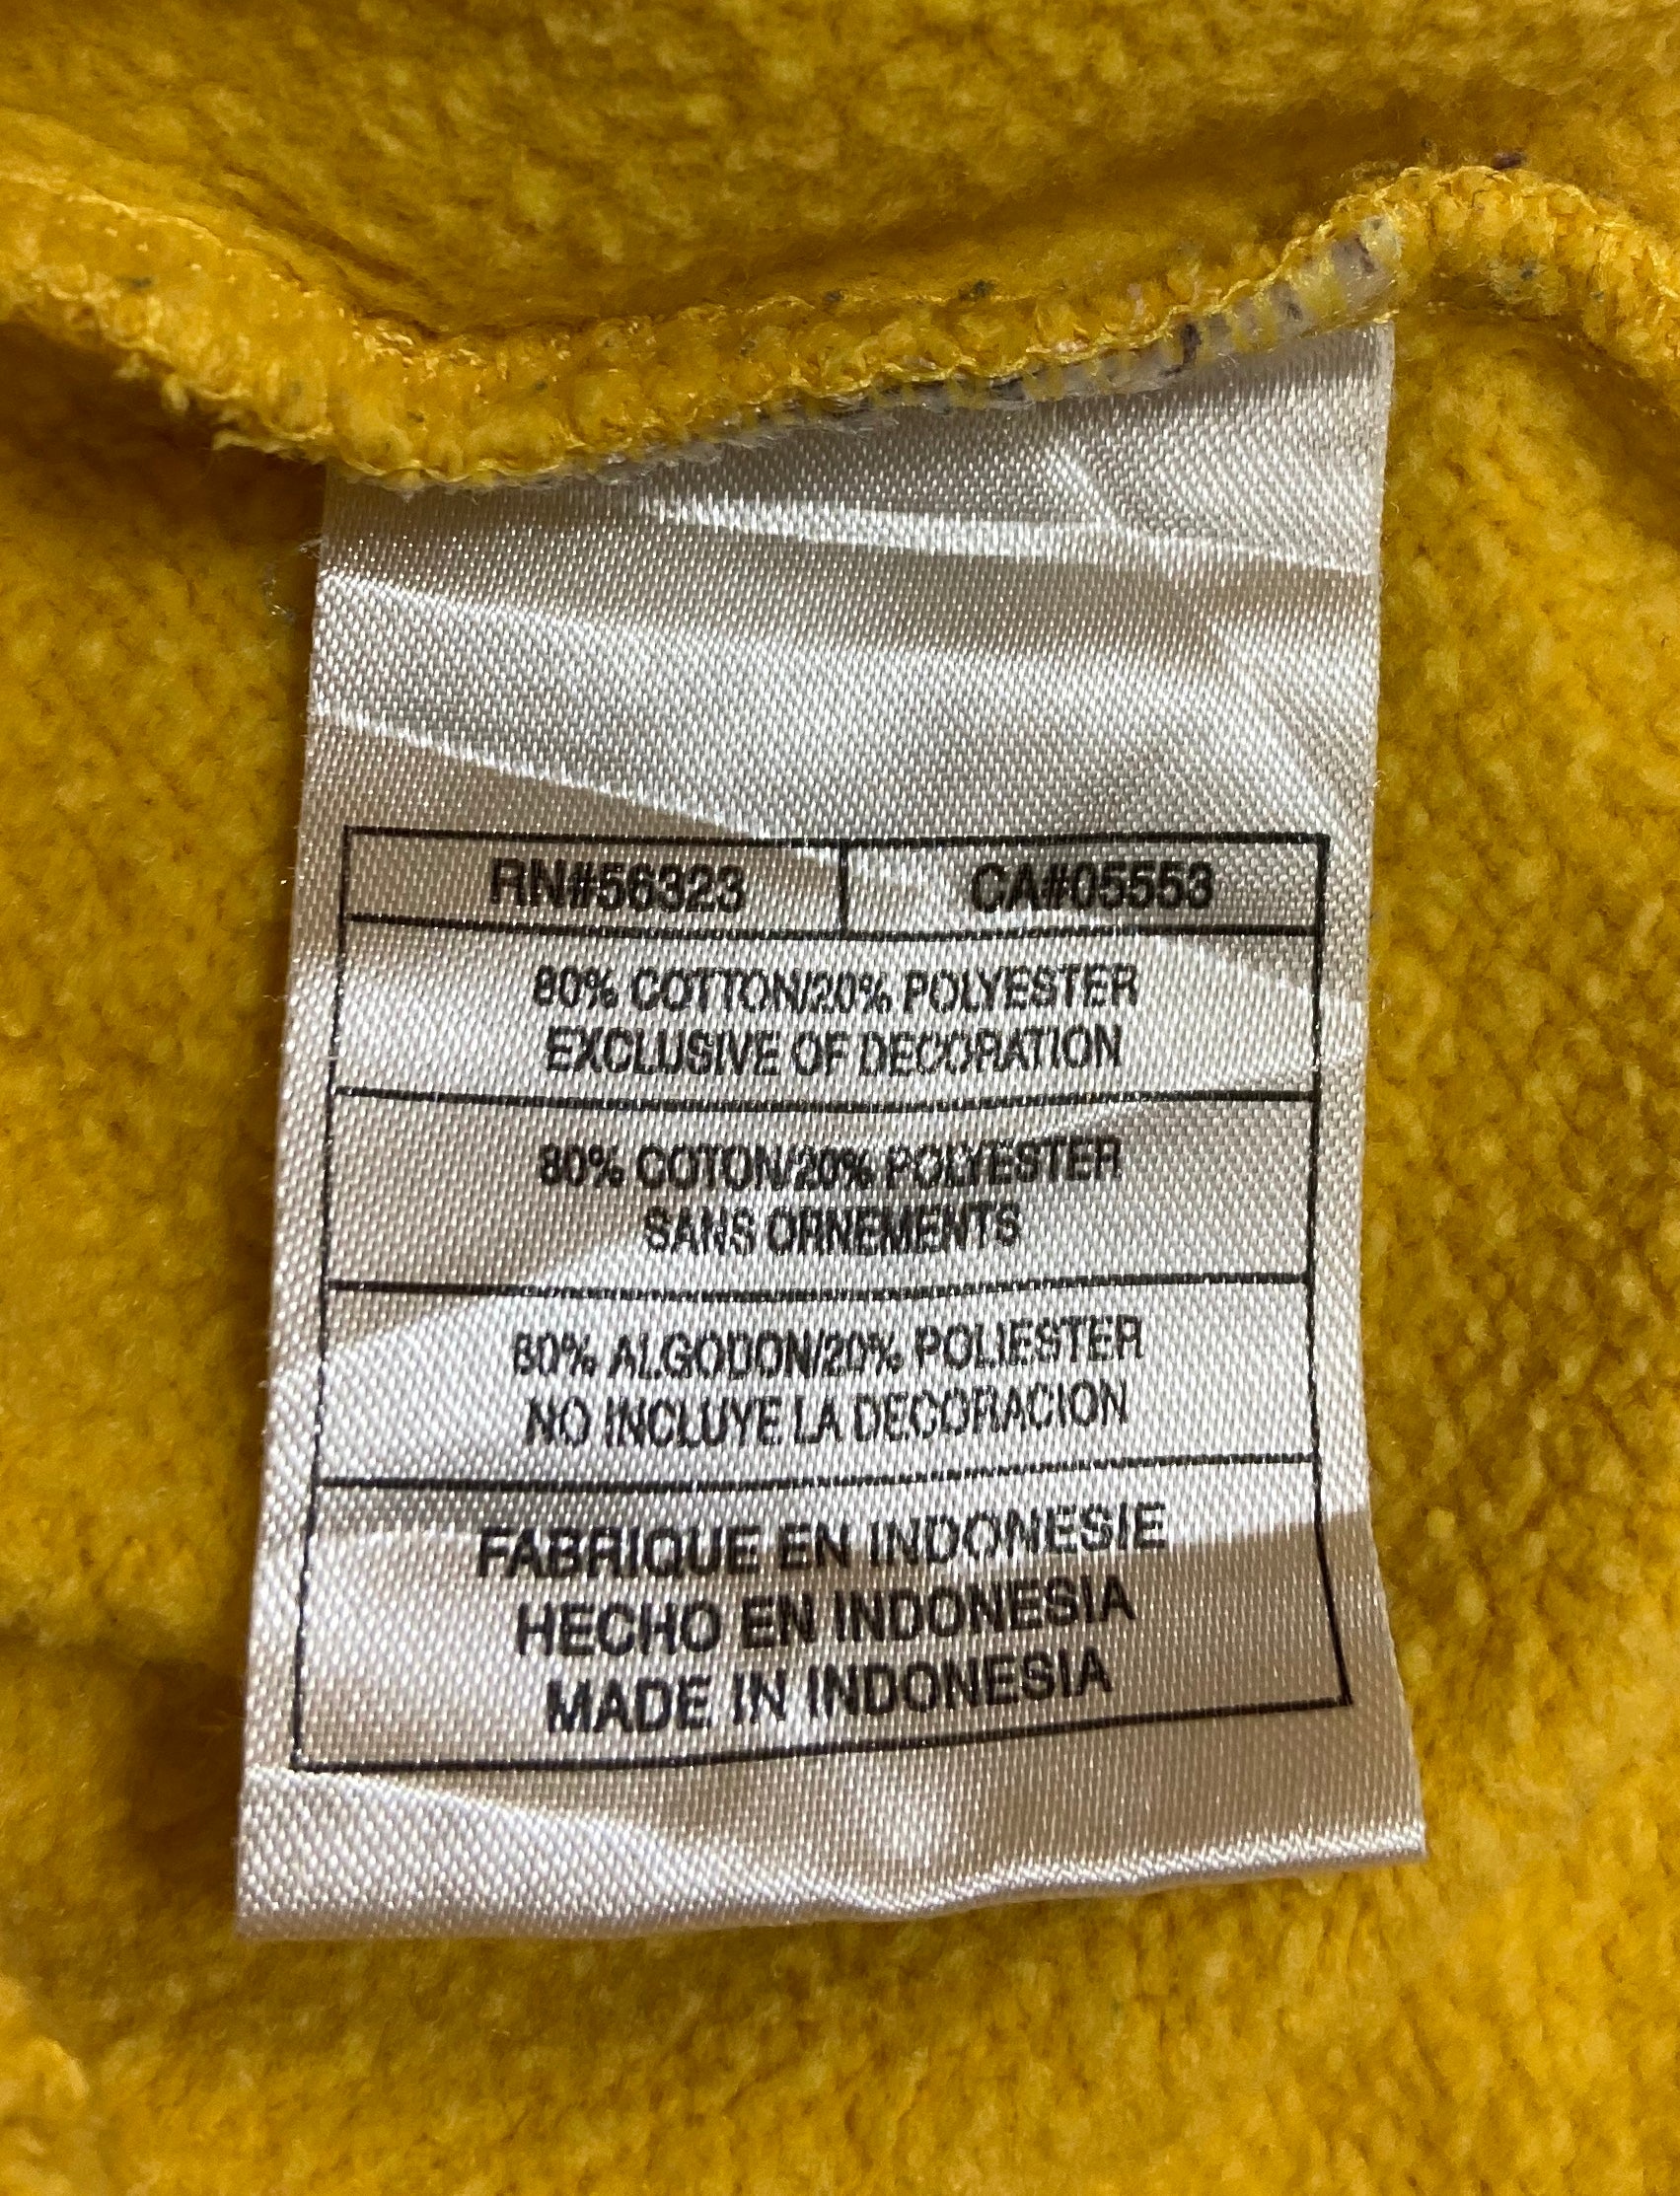 RN#56323 CA#05553
80% COTTON/20% POLYESTER
EXCLUSIVE OF DECORATION
80% COTON/20% POLYESTER
SANS ORNEMENTS
80% ALGODON/20% POLIESTER
NO INCLUYE LA DECORACION
FABRIQUE EN INDONESIE
HECHO EN INDONESIA
MADE IN INDONESIA